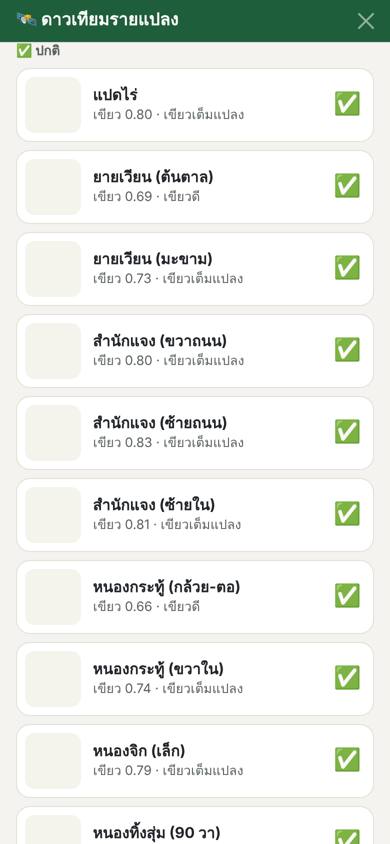 🛰️ ดาวเทียมรายแปลง
✅ ปกติ
แปดไร่
เขียว 0.80 · เขียวเต็มแปลง
ยายเวียน (ต้นตาล)
เขียว 0.69 · เขียวดี
ยายเวียน (มะขาม)
เขียว 0.73 · เขียวเต็มแปลง
สำนักแจง (ขวาถนน)
เขียว 0.80 · เขียวเต็มแปลง
สำนักแจง (ซ้ายถนน)
เขียว 0.83 · เขียวเต็มแปลง
สำนักแจง (ซ้ายใน)
เขียว 0.81 · เขียวเต็มแปลง
หนองกระทู้ (กล้วย-ตอ)
เขียว 0.66 · เขียวดี
หนองกระทู้ (ขวาใน)
เขียว 0.74 · เขียวเต็มแปลง
หนองจิก (เล็ก)
เขียว 0.79 · เขียวเต็มแปลง
หนองทิ้งสุ่ม (90 วา)